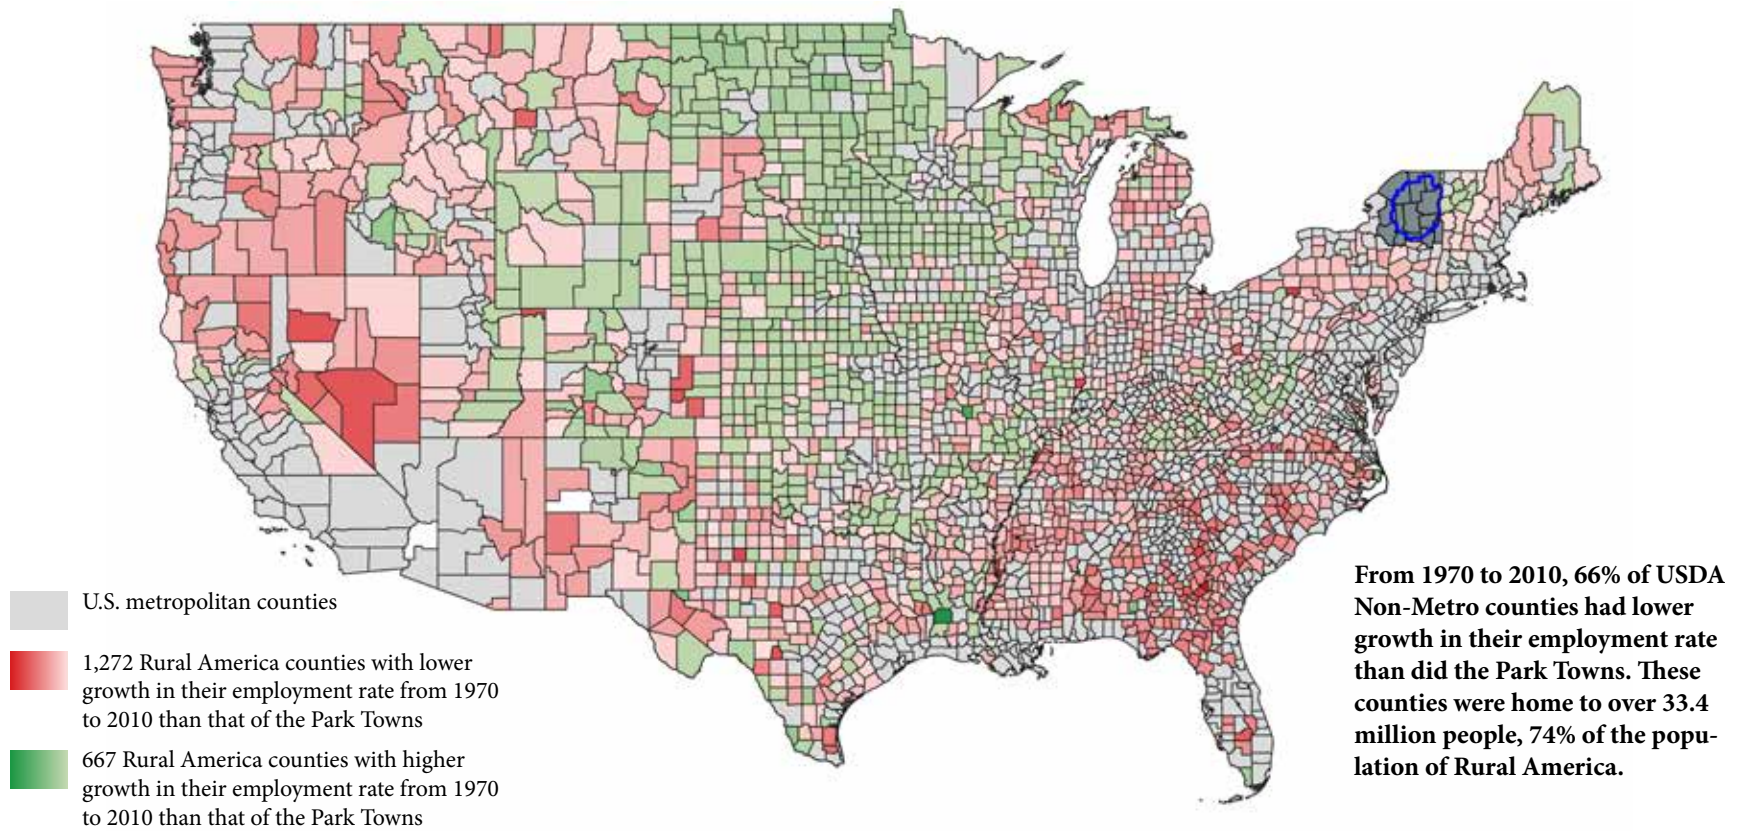 U.S. metropolitan counties
1,272 Rural America counties with lower
growth in their employment rate from 1970
to 2010 than that of the Park Towns
667 Rural America counties with higher
growth in their employment rate from 1970
to 2010 than that of the Park Towns
From 1970 to 2010, 66% of USDA
Non-Metro counties had lower
growth in their employment rate
than did the Park Towns. These
counties were home to over 33.4
million people, 74% of the popu-
lation of Rural America.